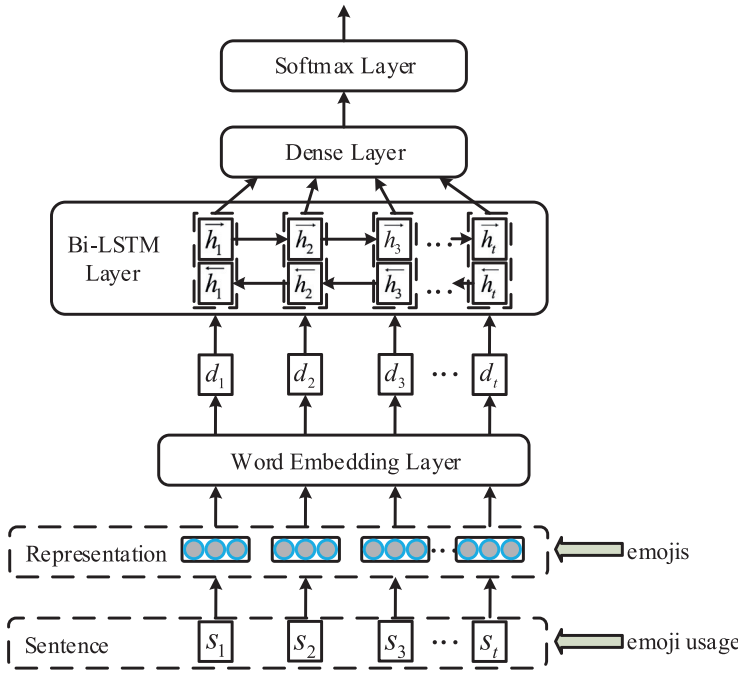 Softmax Layer
Dense Layer
Bi-LSTM
Layer
→h₁ →h₂ →h₃ ... →hₜ
←h₁ ←h₂ ←h₃ ... ←hₜ
d₁ d₂ d₃ ... dₜ
Word Embedding Layer
Representation ... emojis
Sentence s₁ s₂ s₃ ... sₜ emoji usage